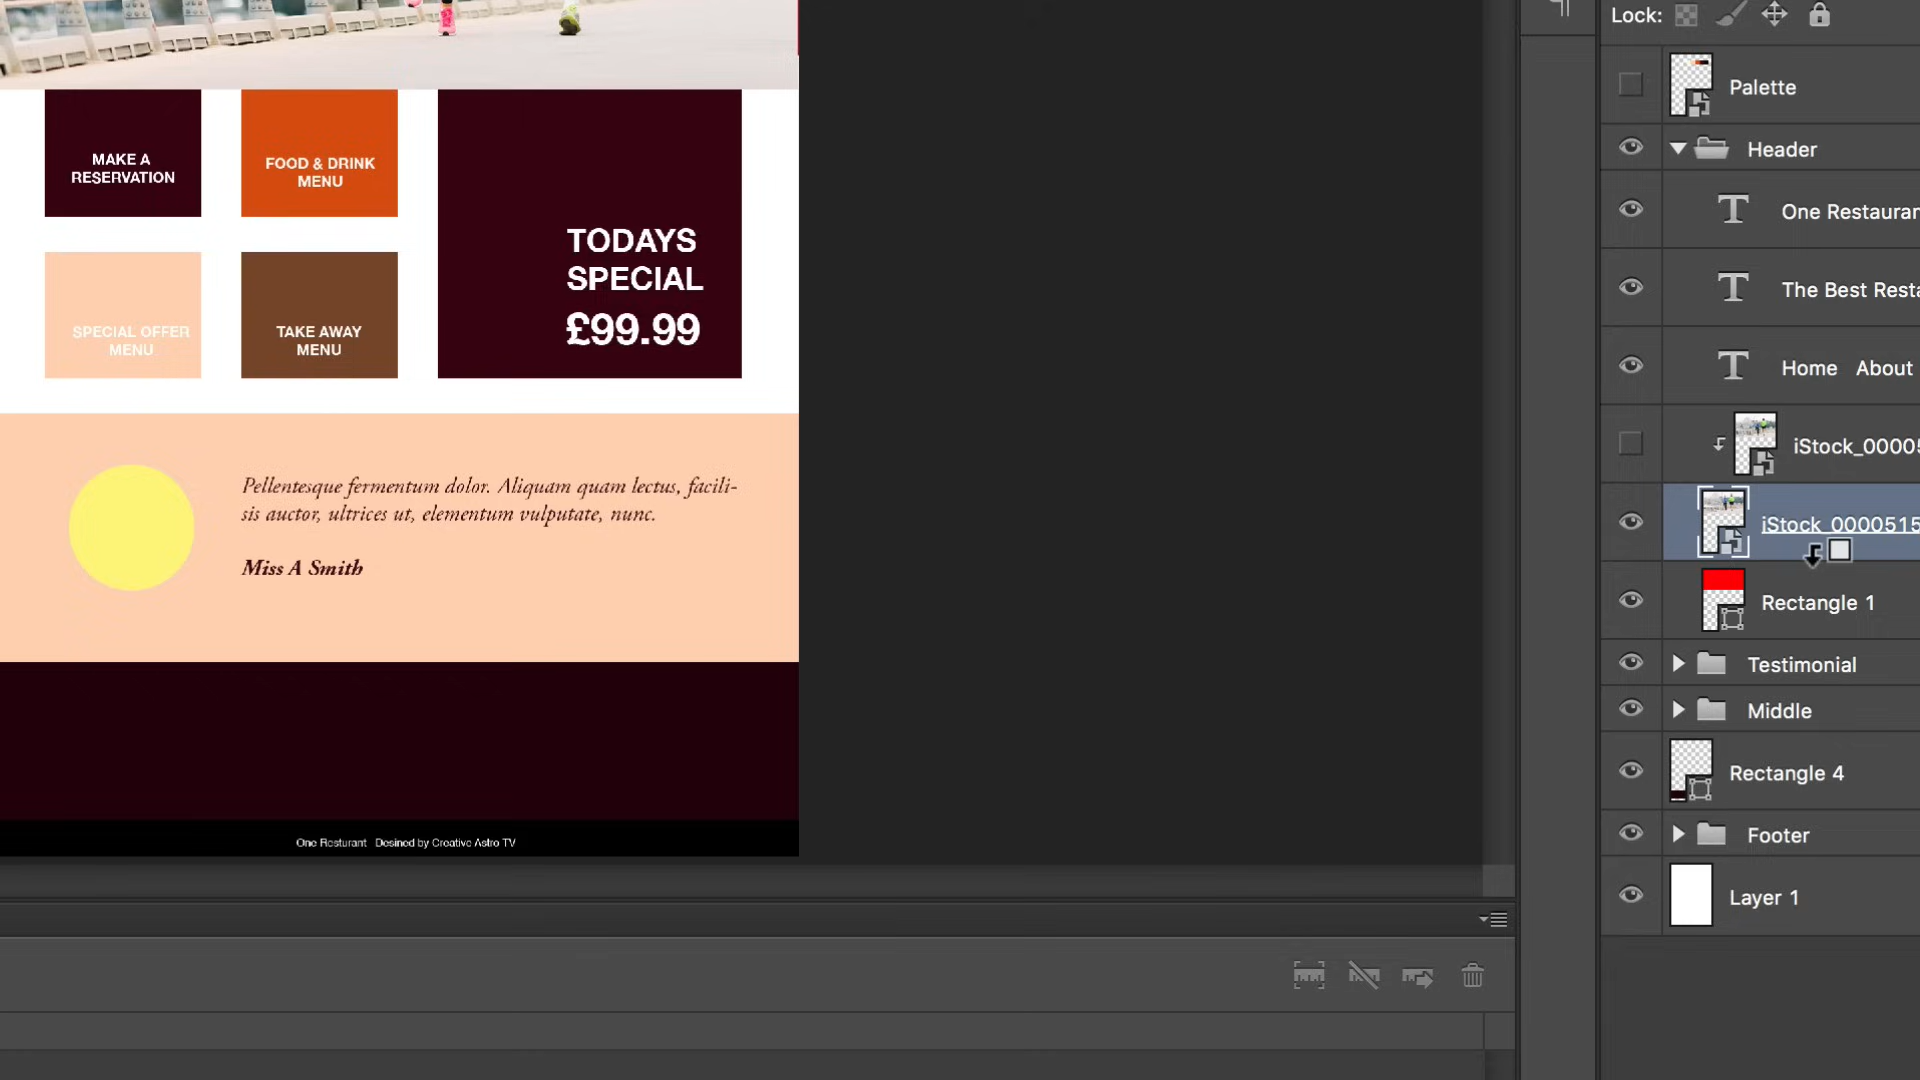 MAKE A
RESERVATION
FOOD & DRINK
MENU
SPECIAL OFFER
MENU
TAKE AWAY
MENU
TODAYS
SPECIAL
£99.99
Pellentesque fermentum dolor. Aliquam quam lectus, facili-
sis auctor, ultrices ut, elementum vulputate, nunc.
Miss A Smith
One Resturant Desined by Creative Astro TV
Lock:
Palette
Header
One Restauran
The Best Resta
Home About
iStock_00005
iStock_0000515
Rectangle 1
Testimonial
Middle
Rectangle 4
Footer
Layer 1